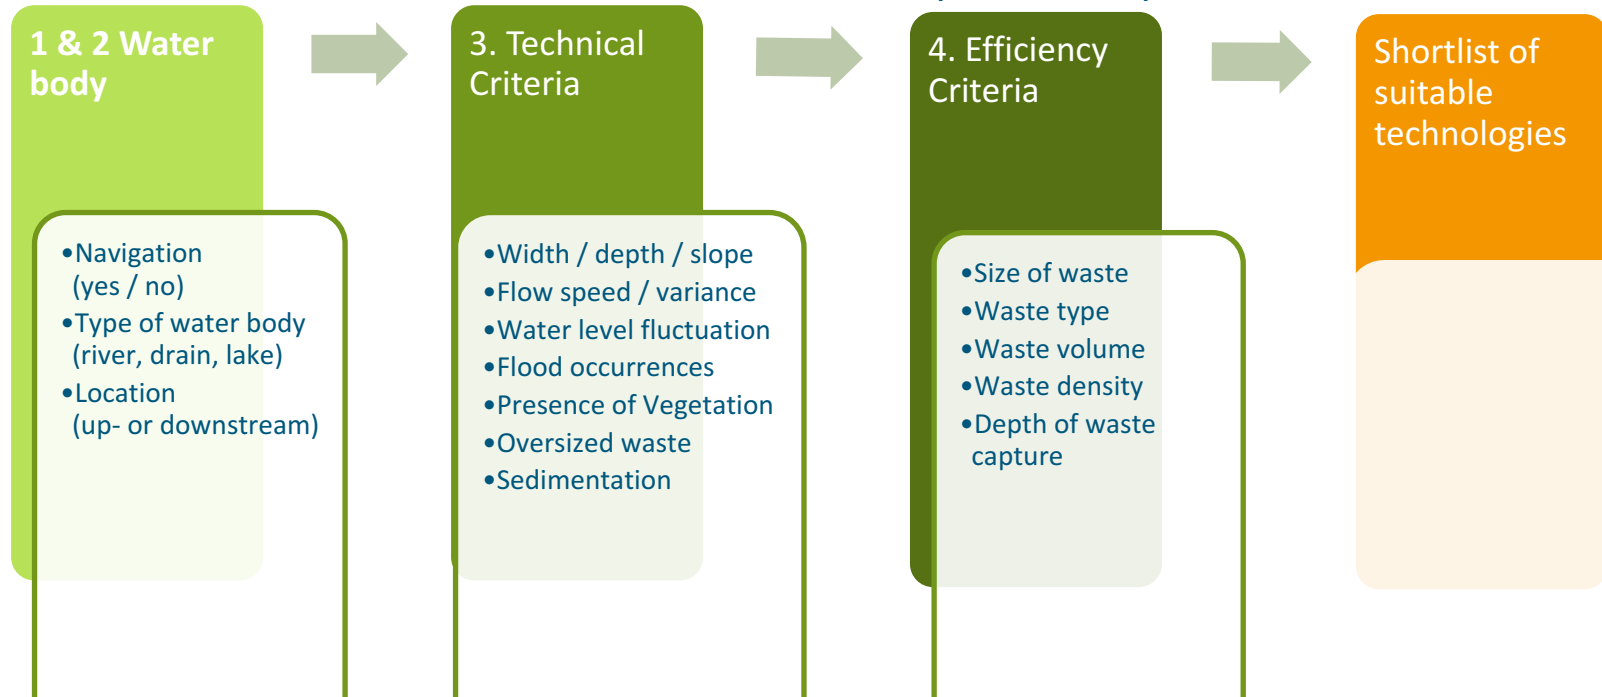 1 & 2 Water
body
•Navigation
(yes / no)
•Type of water body
(river, drain, lake)
•Location
(up- or downstream)
3. Technical
Criteria
•Width / depth / slope
•Flow speed / variance
•Water level fluctuation
•Flood occurrences
•Presence of Vegetation
•Oversized waste
•Sedimentation
4. Efficiency
Criteria
•Size of waste
•Waste type
•Waste volume
•Waste density
•Depth of waste
capture
Shortlist of
suitable
technologies